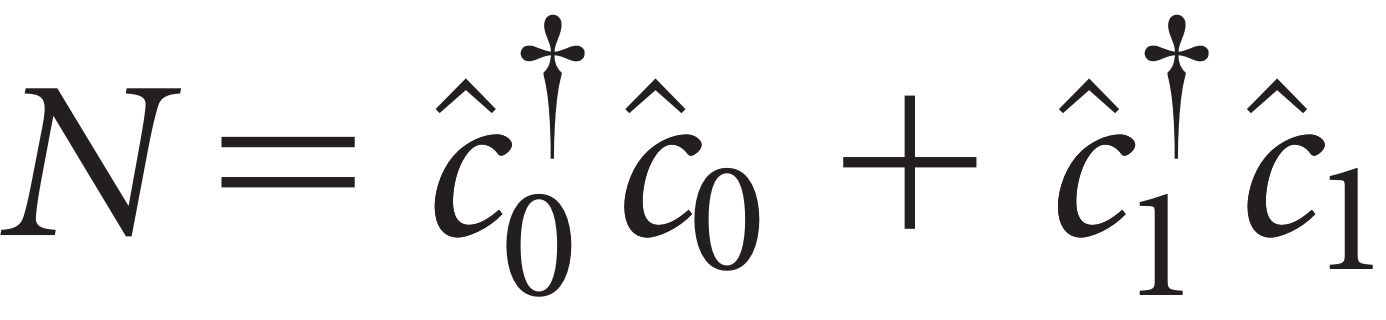 N = ĉ₀† ĉ₀ + ĉ₁† ĉ₁